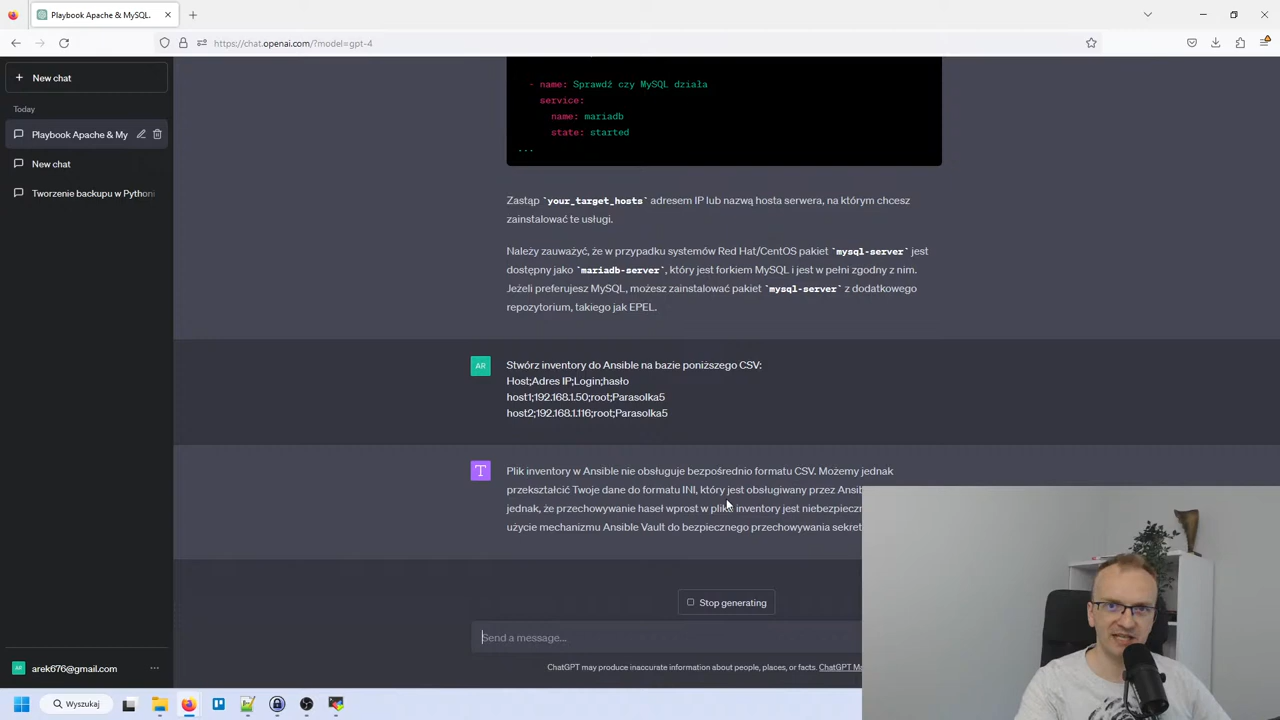 Playbook Apache & MySQL.
https://chat.openai.com/?model=gpt-4
New chat
Today
Playbook Apache & My
New chat
Tworzenie backupu w Pythoni
- name: Sprawdź czy MySQL działa
service:
name: mariadb
state: started
...
Zastąp `your_target_hosts` adresem IP lub nazwą hosta serwera, na którym chcesz
zainstalować te usługi.
Należy zauważyć, że w przypadku systemów Red Hat/CentOS pakiet `mysql-server` jest
dostępny jako `mariadb-server`, który jest forkiem MySQL i jest w pełni zgodny z nim.
Jeżeli preferujesz MySQL, możesz zainstalować pakiet `mysql-server` z dodatkowego
repozytorium, takiego jak EPEL.
AR
Stwórz inventory do Ansible na bazie poniższego CSV:
Host;Adres IP;Login;hasło
host1;192.168.1.50;root;Parasolka5
host2;192.168.1.116;root;Parasolka5
T
Plik inventory w Ansible nie obsługuje bezpośrednio formatu CSV. Możemy jednak
przekształcić Twoje dane do formatu INI, który jest obsługiwany przez Ansib
jednak, że przechowywanie haseł wprost w pliku inventory jest niebezpieczn
użycie mechanizmu Ansible Vault do bezpiecznego przechowywania sekret
Stop generating
Send a message...
ChatGPT may produce inaccurate information about people, places, or facts. ChatGPT Ma
AR
arek676@gmail.com
Wyszukaj